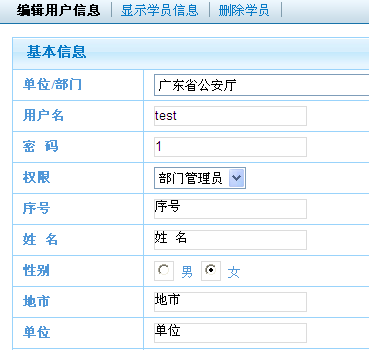 编辑用户信息 显示学员信息 删除学员
基本信息
单位/部门 广东省公安厅
用户名 test
密 码 1
权限 部门管理员
序号 序号
姓 名 姓 名
性别 男 女
地市 地市
单位 单位